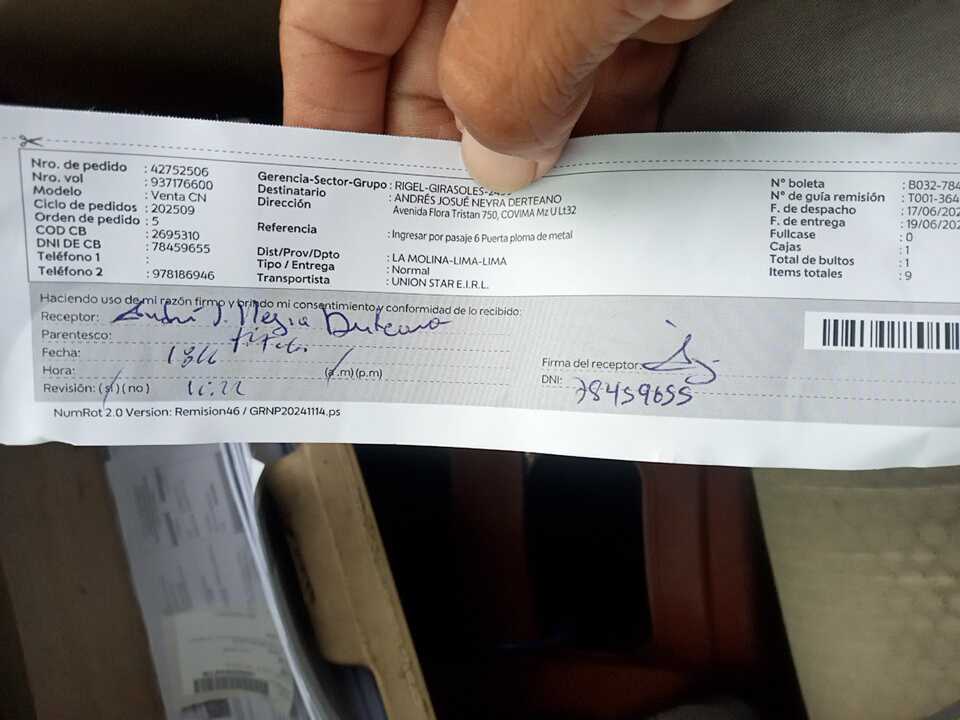 Nro. de pedido : 42752506
Nro. vol : 937176600
Modelo : Venta CN
Ciclo de pedidos : 202509
Orden de pedido : 5
COD CB : 2695310
DNI DE CB : 78459655
Teléfono 1 :
Teléfono 2 : 978186946
Gerencia-Sector-Grupo : RIGEL-GIRASOLES-
Destinatario : ANDRÉS JOSUÉ NEYRA DERTEANO
Dirección : Avenida Flora Tristan 750, COVIMA Mz U Lt32
Referencia : Ingresar por pasaje 6 Puerta ploma de metal
Dist/Prov/Dpto : LA MOLINA-LIMA-LIMA
Tipo / Entrega : Normal
Transportista : UNION STAR E.I.R.L.
N° boleta : B032-784
N° de guía remisión : T001-364
F. de despacho : 17/06/202
F. de entrega : 19/06/202
Fullcase : 0
Cajas : 1
Total de bultos : 1
Items totales : 9
Haciendo uso de mi razón firmo y brindo mi consentimiento y conformidad de lo recibido:
Receptor: André J. Neyra Derteano
Parentesco: titular
Fecha:
Hora: (a.m)(p.m)
Revisión: (si)(no)
Firma del receptor:
DNI: 78459655
NumRot 2.0 Version: Remision46 / GRNP20241114.ps